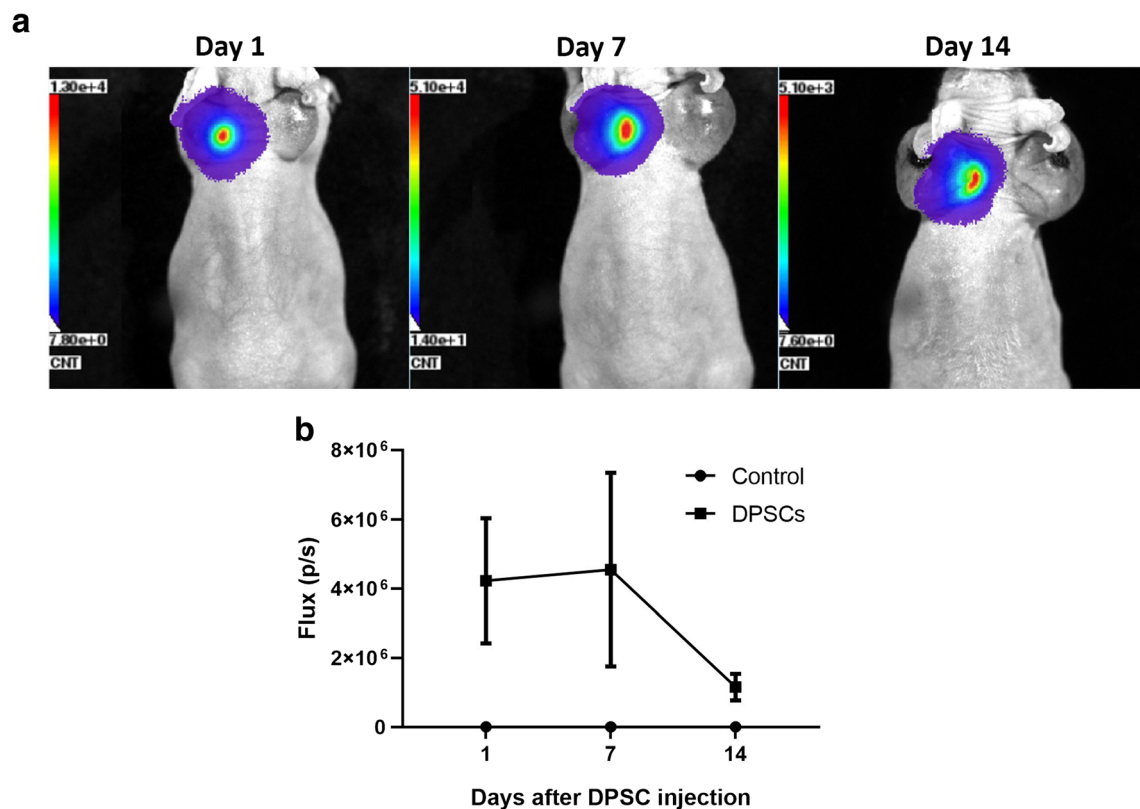 a
Day 1
Day 7
Day 14
1.30e+4
7.80e+0
CNT
5.10e+4
1.40e+1
CNT
5.10e+3
7.60e+0
CNT
b
8×10⁶
6×10⁶
4×10⁶
2×10⁶
0
Flux (p/s)
Control
DPSCs
1
7
14
Days after DPSC injection